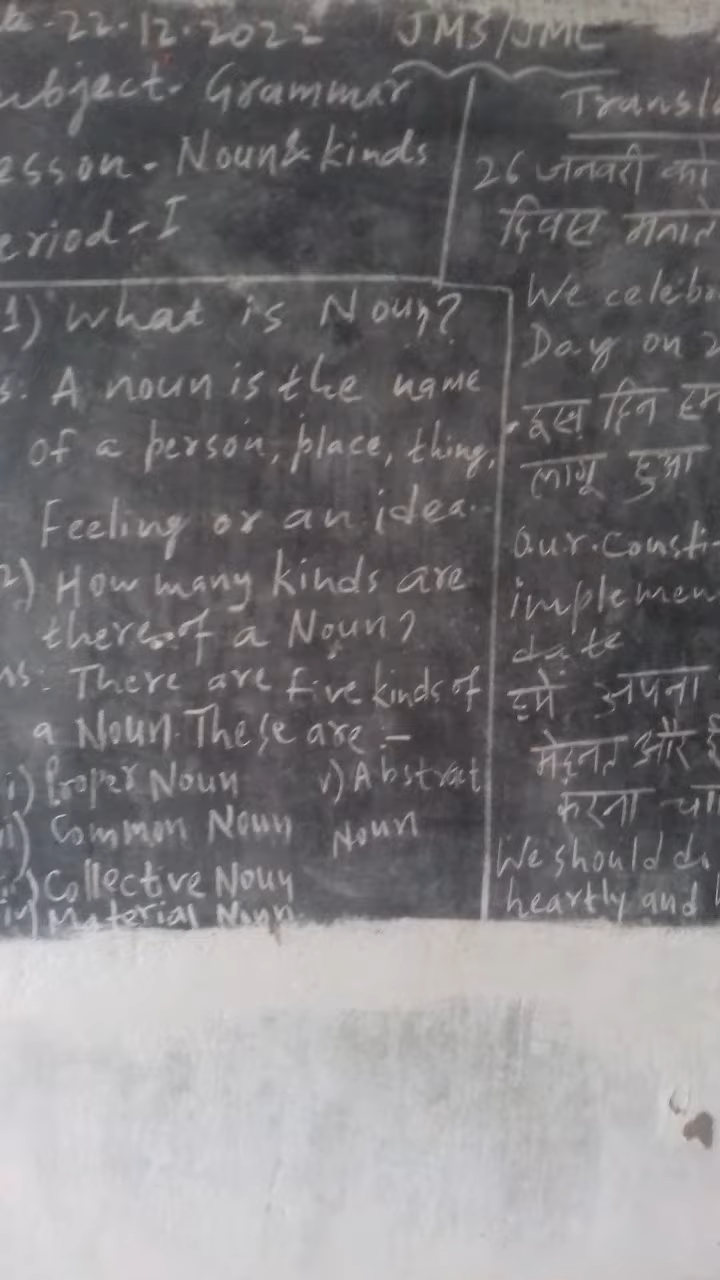 22.12.2022 JMS/JMC
ubject- Grammar
esson - Noun & kinds
eriod - I
1) What is Noun?
s: A noun is the name
of a person, place, thing,
Feeling or an idea.
2) How many kinds are
there of a Noun?
ns: There are five kinds of
a Noun. These are :-
i) Proper Noun v) Abstract
ii) Common Noun Noun
iii) Collective Noun
iv) Material Noun
Transl
26 जनवरी को
दिवस मनाते
We celebr
Day on 2
इस दिन हम
लागू हुआ
Our Consti-
implemen
date
हमें अपना
मेहनत और ई
करना चा
We should d
heartly and